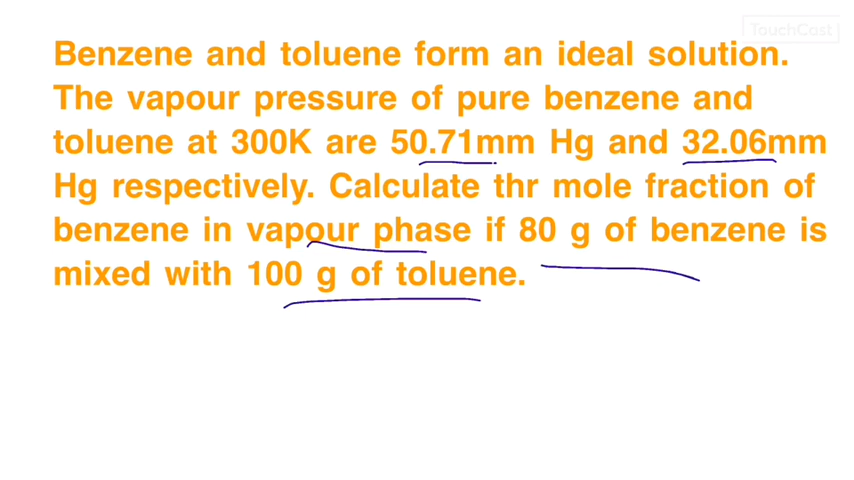 TouchCast
Benzene and toluene form an ideal solution.
The vapour pressure of pure benzene and
toluene at 300K are 50.71mm Hg and 32.06mm
Hg respectively. Calculate thr mole fraction of
benzene in vapour phase if 80 g of benzene is
mixed with 100 g of toluene.